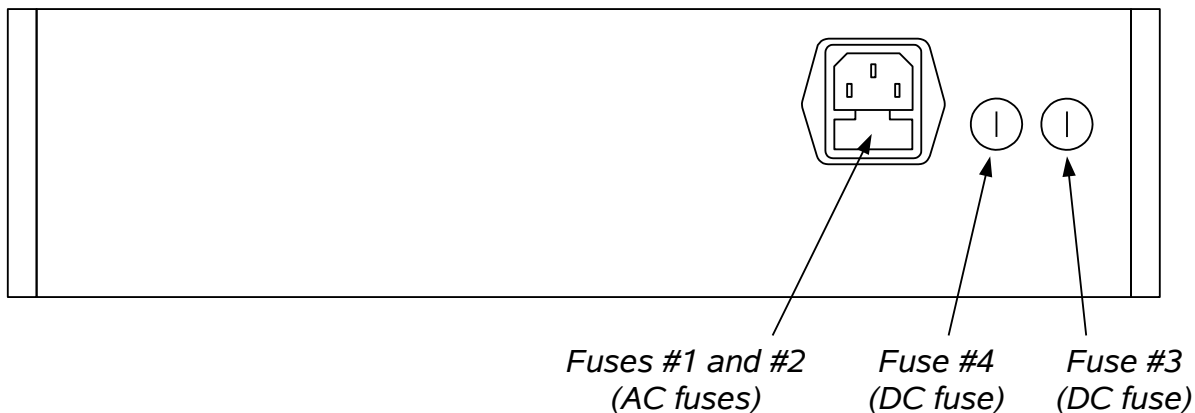 Fuses #1 and #2
(AC fuses)
Fuse #4
(DC fuse)
Fuse #3
(DC fuse)